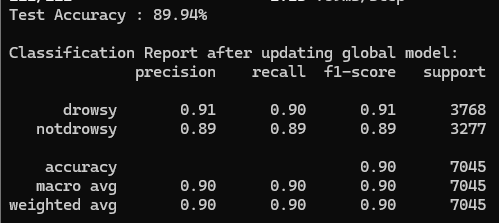 Test Accuracy : 89.94%
Classification Report after updating global model:
precision recall f1-score support
drowsy 0.91 0.90 0.91 3768
notdrowsy 0.89 0.89 0.89 3277
accuracy 0.90 7045
macro avg 0.90 0.90 0.90 7045
weighted avg 0.90 0.90 0.90 7045